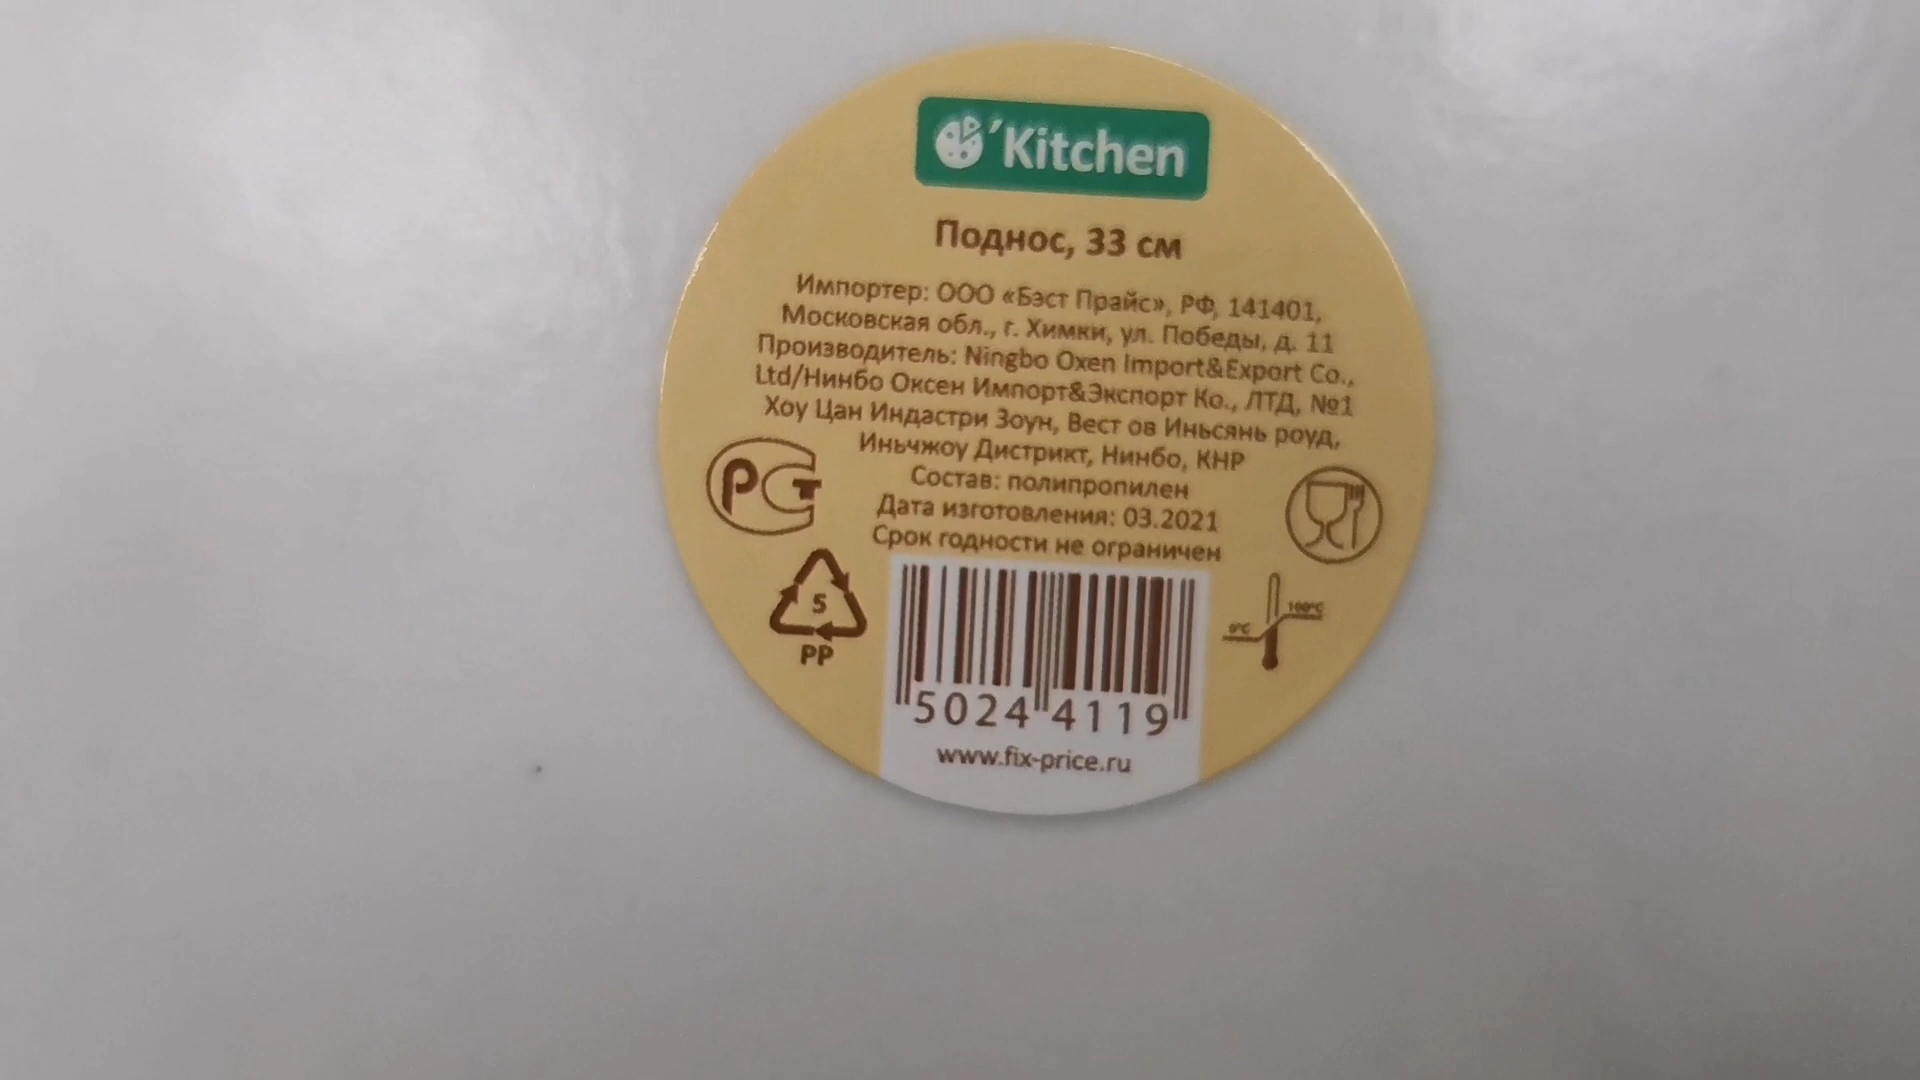 'Kitchen
Поднос, 33 см
Импортер: ООО «Бэст Прайс», РФ, 141401,
Московская обл., г. Химки, ул. Победы, д. 11
Производитель: Ningbo Oxen Import&Export Co.,
Ltd/Нинбо Оксен Импорт&Экспорт Ко., ЛТД, №1
Хоу Цан Индастри Зоун, Вест ов Иньсянь роуд,
Иньчжоу Дистрикт, Нинбо, КНР
Состав: полипропилен
Дата изготовления: 03.2021
Срок годности не ограничен
РСТ
5
PP
0°C
100°C
5024 4119
www.fix-price.ru